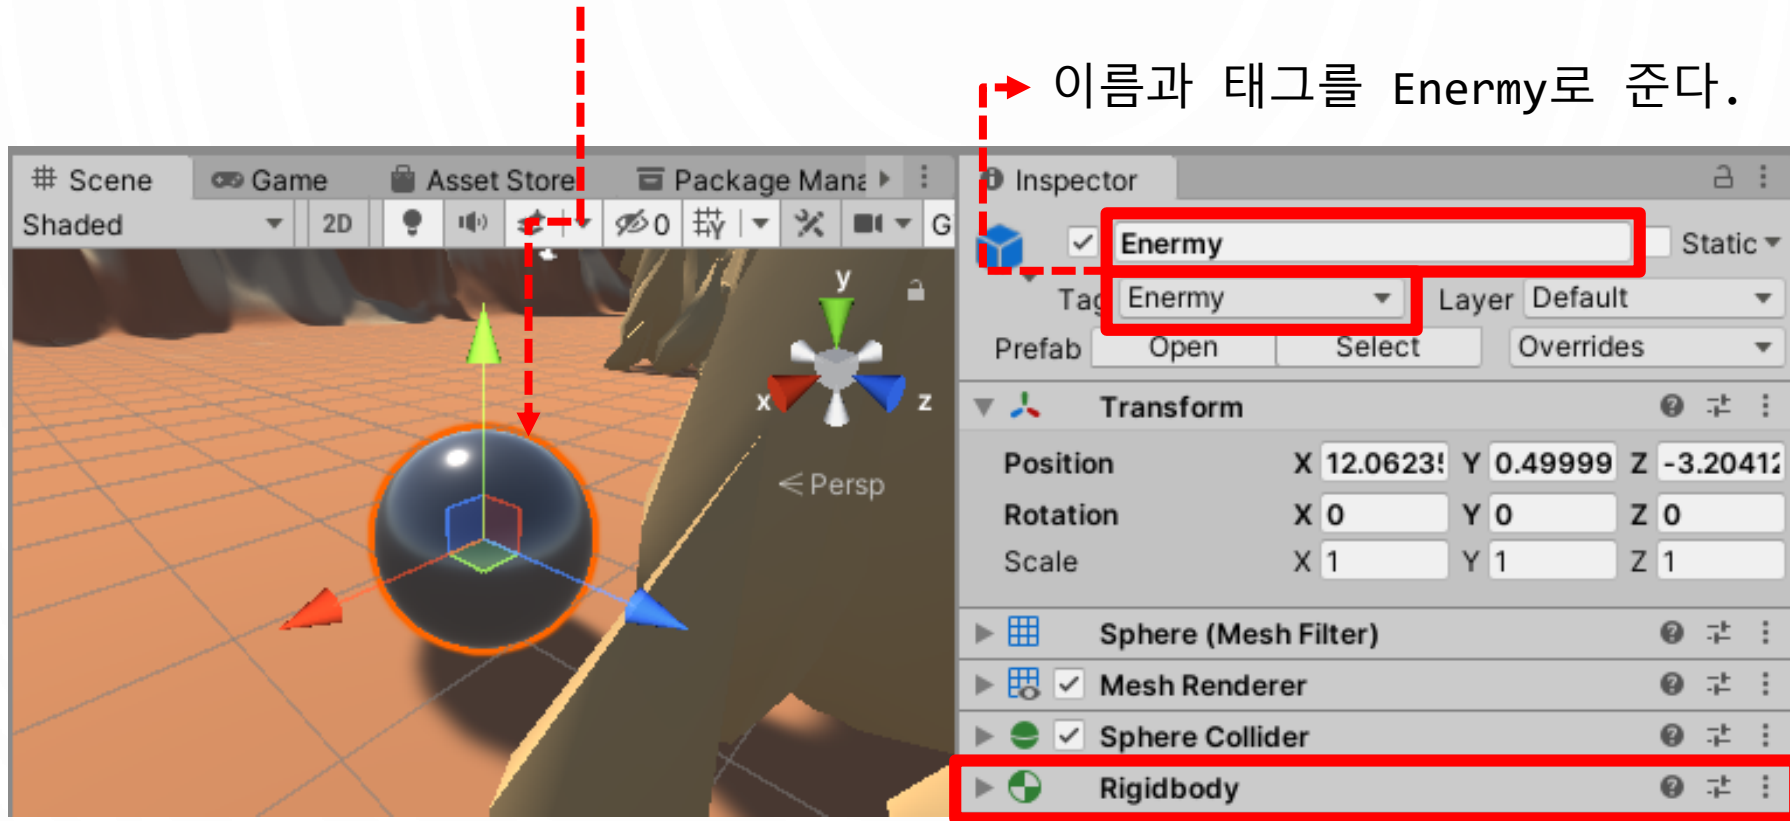 이름과 태그를 Enermy로 준다.
Scene Game Asset Store Package Mana
Shaded 2D 0 G
y
x z
Persp
Inspector
Enermy Static
Tag Enermy Layer Default
Prefab Open Select Overrides
Transform
Position X 12.0623 Y 0.49999 Z -3.2041
Rotation X 0 Y 0 Z 0
Scale X 1 Y 1 Z 1
Sphere (Mesh Filter)
Mesh Renderer
Sphere Collider
Rigidbody